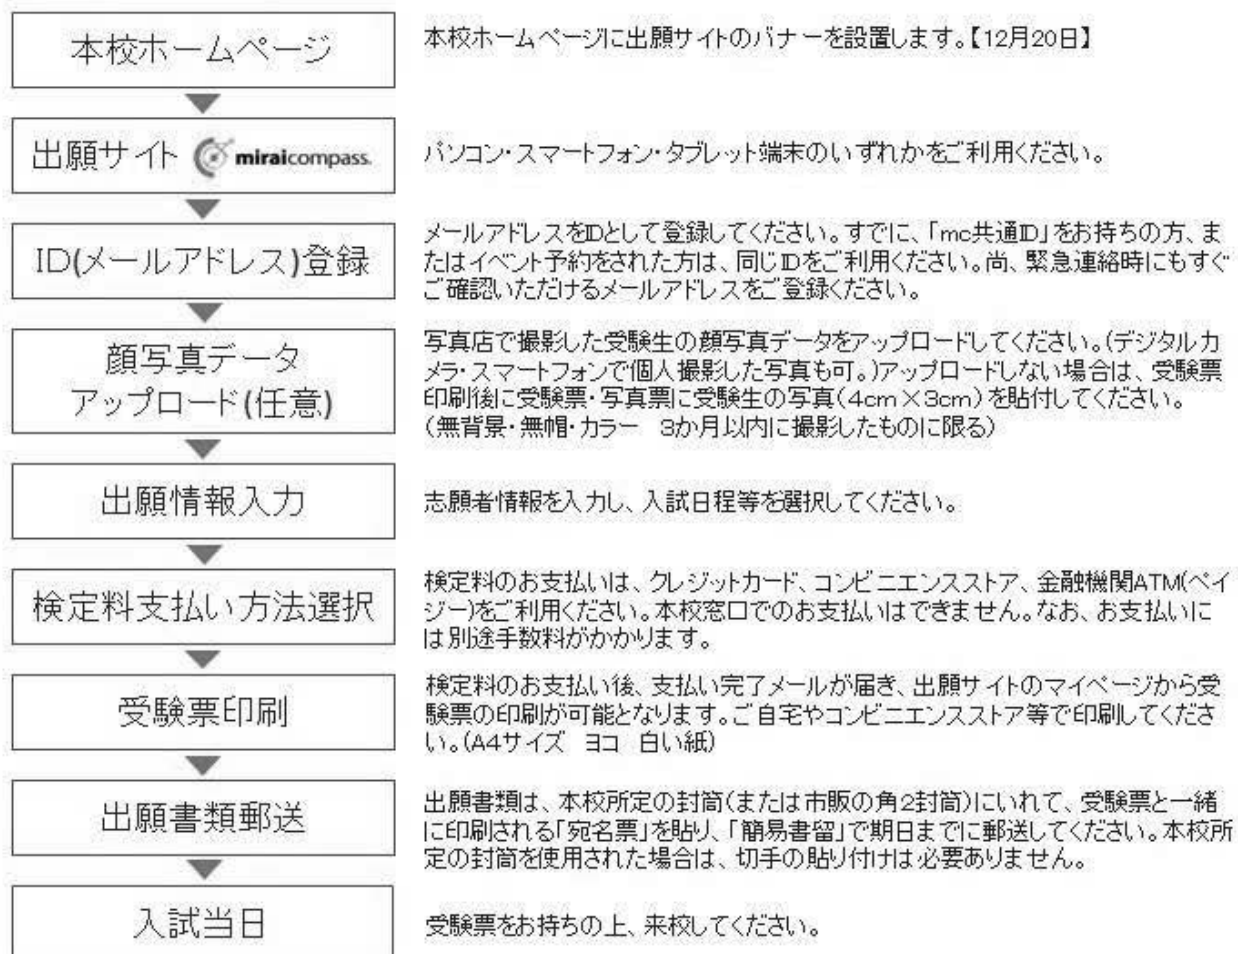 本校ホームページ
本校ホームページに出願サイトのバナーを設置します。【12月20日】
出願サイト miraicompass.
パソコン・スマートフォン・タブレット端末のいずれかをご利用ください。
ID(メールアドレス)登録
メールアドレスをIDとして登録してください。すでに、「mc共通ID」をお持ちの方、ま
たはイベント予約をされた方は、同じIDをご利用ください。尚、緊急連絡時にもすぐ
ご確認いただけるメールアドレスをご登録ください。
顔写真データ
アップロード(任意)
写真店で撮影した受験生の顔写真データをアップロードしてください。(デジタルカ
メラ・スマートフォンで個人撮影した写真も可。)アップロードしない場合は、受験票
印刷後に受験票・写真票に受験生の写真(4cm×3cm)を貼付してください。
(無背景・無帽・カラー 3か月以内に撮影したものに限る)
出願情報入力
志願者情報を入力し、入試日程等を選択してください。
検定料支払い方法選択
検定料のお支払いは、クレジットカード、コンビニエンスストア、金融機関ATM(ペイ
ジー)をご利用ください。本校窓口でのお支払いはできません。なお、お支払いに
は別途手数料がかかります。
受験票印刷
検定料のお支払い後、支払い完了メールが届き、出願サイトのマイページから受
験票の印刷が可能となります。ご自宅やコンビニエンスストア等で印刷してくださ
い。(A4サイズ ヨコ 白い紙)
出願書類郵送
出願書類は、本校所定の封筒(または市販の角2封筒)にいれて、受験票と一緒
に印刷される「宛名票」を貼り、「簡易書留」で期日までに郵送してください。本校所
定の封筒を使用された場合は、切手の貼り付けは必要ありません。
入試当日
受験票をお持ちの上、来校してください。